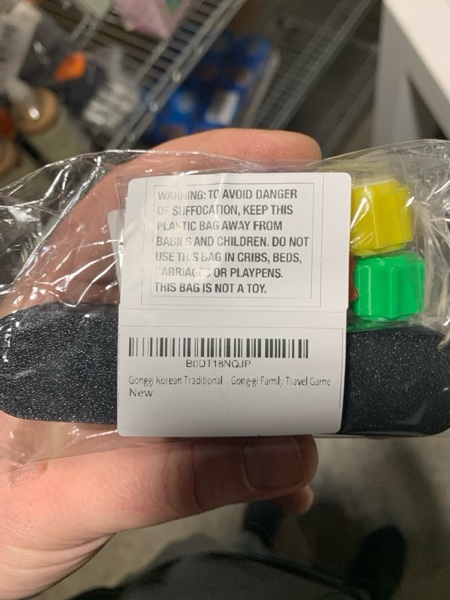 WARNING: TO AVOID DANGER
OF SUFFOCATION, KEEP THIS
PLASTIC BAG AWAY FROM
BABIES AND CHILDREN. DO NOT
USE THIS BAG IN CRIBS, BEDS,
CARRIAGES OR PLAYPENS.
THIS BAG IS NOT A TOY.
B0DT18NQJP
Gonggi Korean Traditional ... Gong-gi Family Travel Game
New